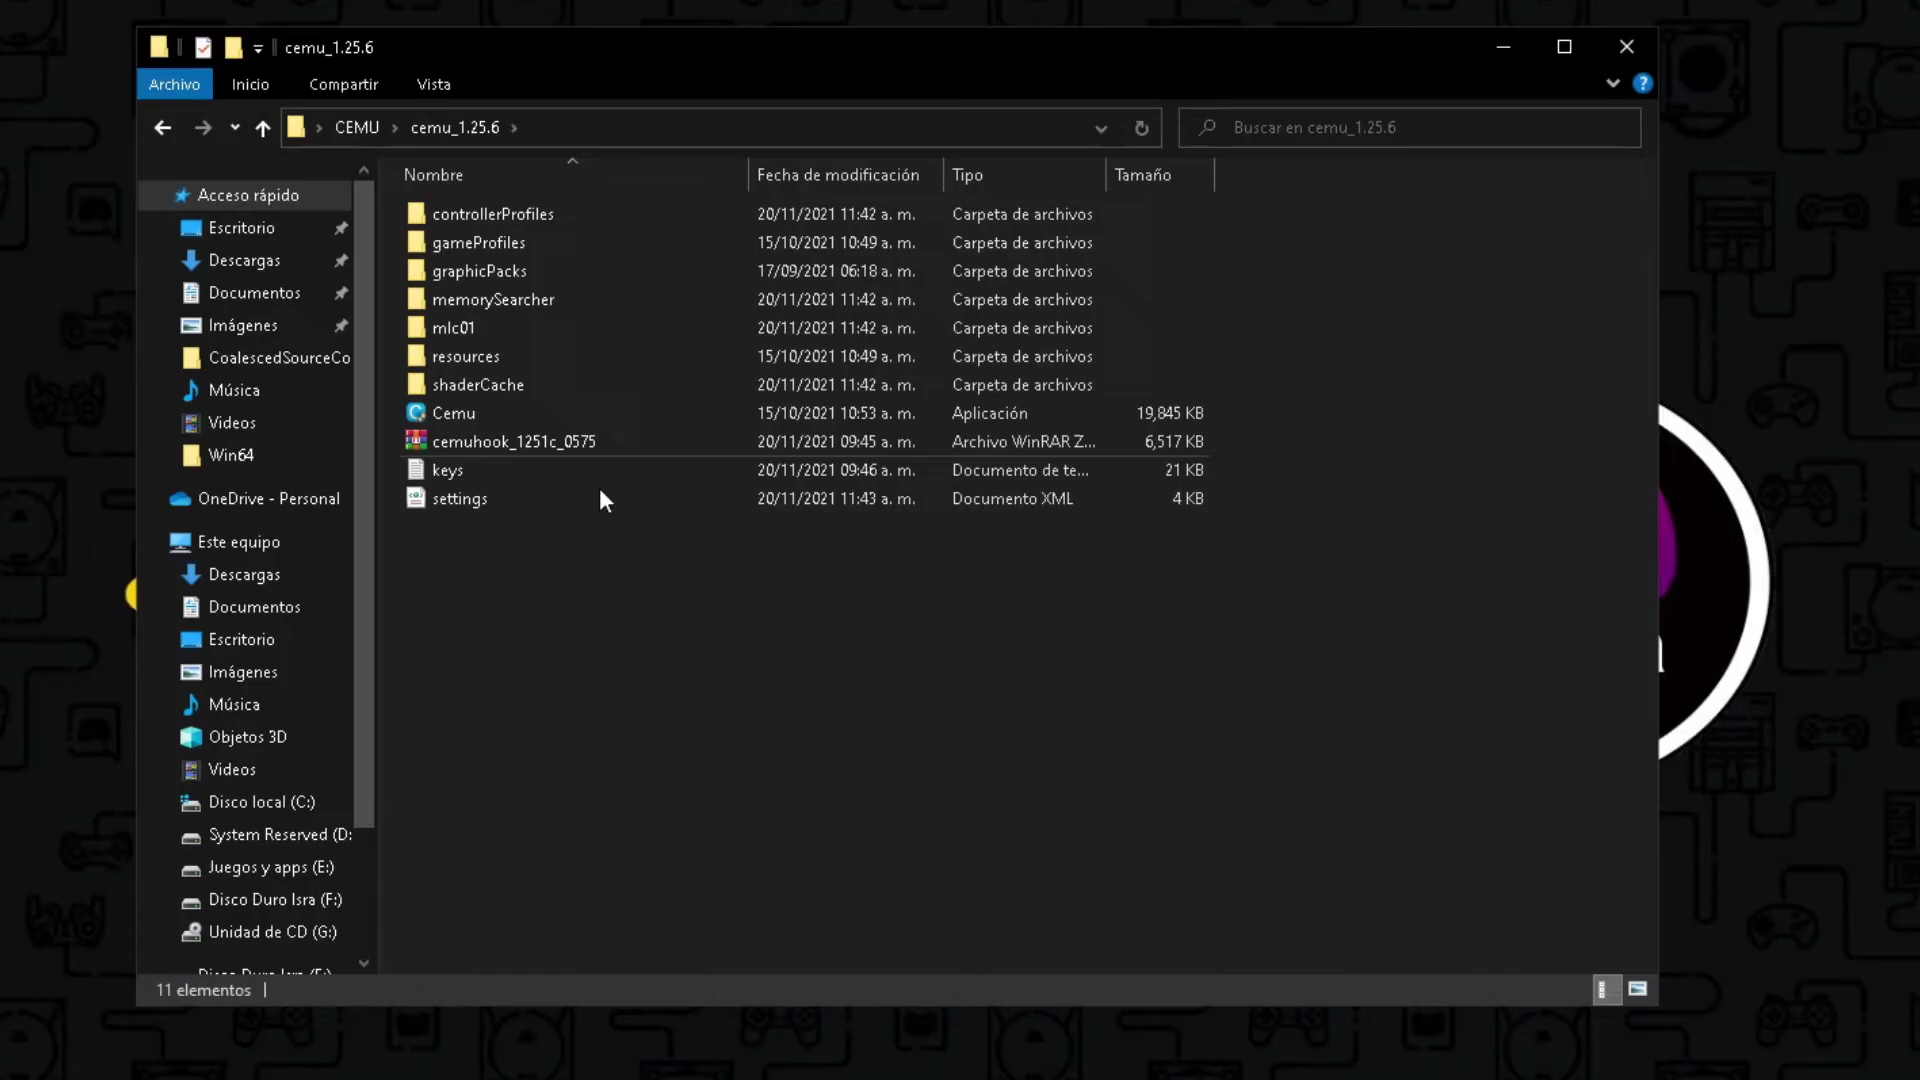 cemu_1.25.6
Archivo Inicio Compartir Vista
CEMU cemu_1.25.6
Buscar en cemu_1.25.6
Nombre Fecha de modificación Tipo Tamaño
controllerProfiles 20/11/2021 11:42 a. m. Carpeta de archivos
gameProfiles 15/10/2021 10:49 a. m. Carpeta de archivos
graphicPacks 17/09/2021 06:18 a. m. Carpeta de archivos
memorySearcher 20/11/2021 11:42 a. m. Carpeta de archivos
mlc01 20/11/2021 11:42 a. m. Carpeta de archivos
resources 15/10/2021 10:49 a. m. Carpeta de archivos
shaderCache 20/11/2021 11:42 a. m. Carpeta de archivos
Cemu 15/10/2021 10:53 a. m. Aplicación 19,845 KB
cemuhook_1251c_0575 20/11/2021 09:45 a. m. Archivo WinRAR Z... 6,517 KB
keys 20/11/2021 09:46 a. m. Documento de te... 21 KB
settings 20/11/2021 11:43 a. m. Documento XML 4 KB
Acceso rápido
Escritorio
Descargas
Documentos
Imágenes
CoalescedSourceCo
Música
Videos
Win64
OneDrive - Personal
Este equipo
Descargas
Documentos
Escritorio
Imágenes
Música
Objetos 3D
Videos
Disco local (C:)
System Reserved (D:
Juegos y apps (E:)
Disco Duro Isra (F:)
Unidad de CD (G:)
11 elementos